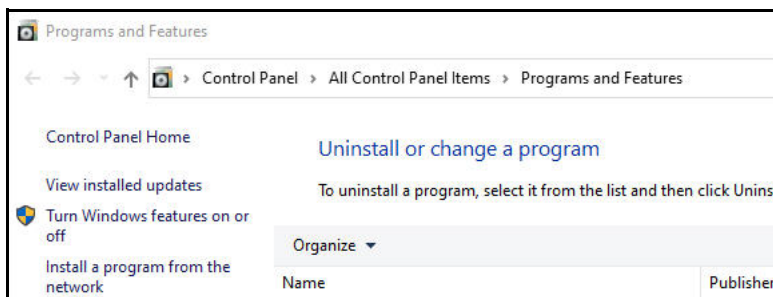 Programs and Features
Control Panel > All Control Panel Items > Programs and Features
Control Panel Home
Uninstall or change a program
View installed updates
To uninstall a program, select it from the list and then click Unins
Turn Windows features on or
off
Organize
Install a program from the
network
Name
Publisher